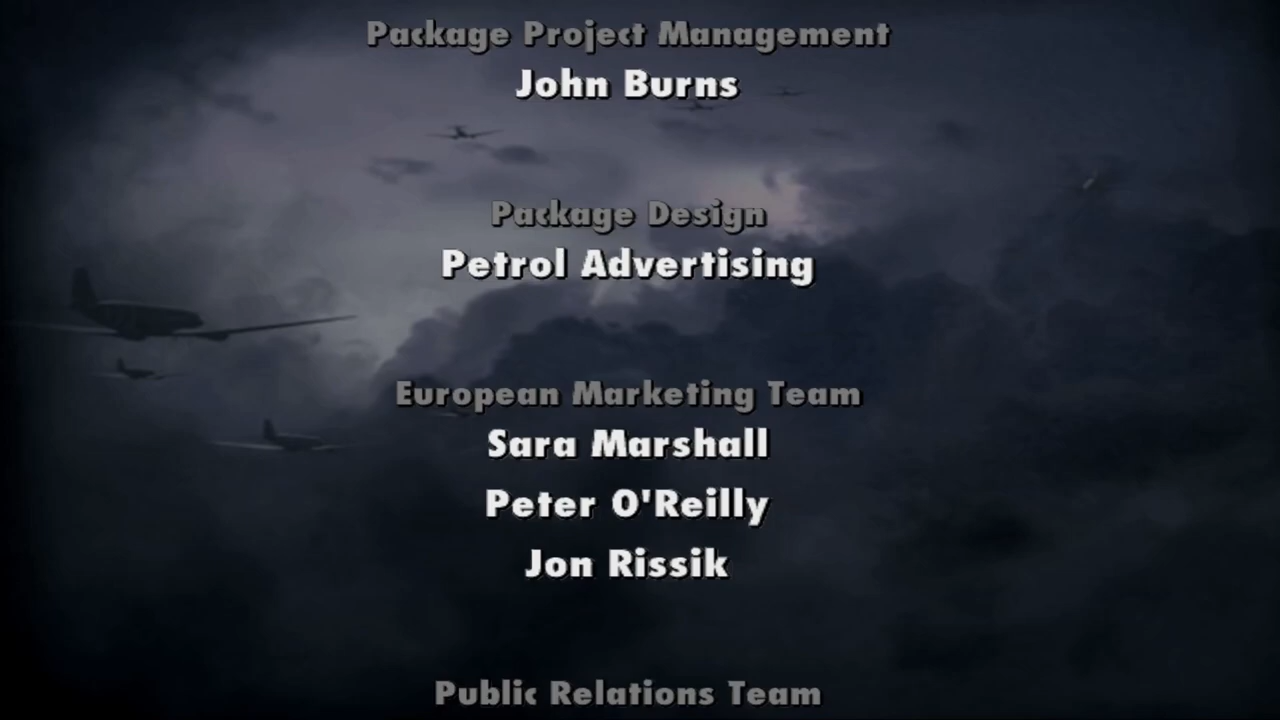 Package Project Management
John Burns
Package Design
Petrol Advertising
European Marketing Team
Sara Marshall
Peter O'Reilly
Jon Rissik
Public Relations Team